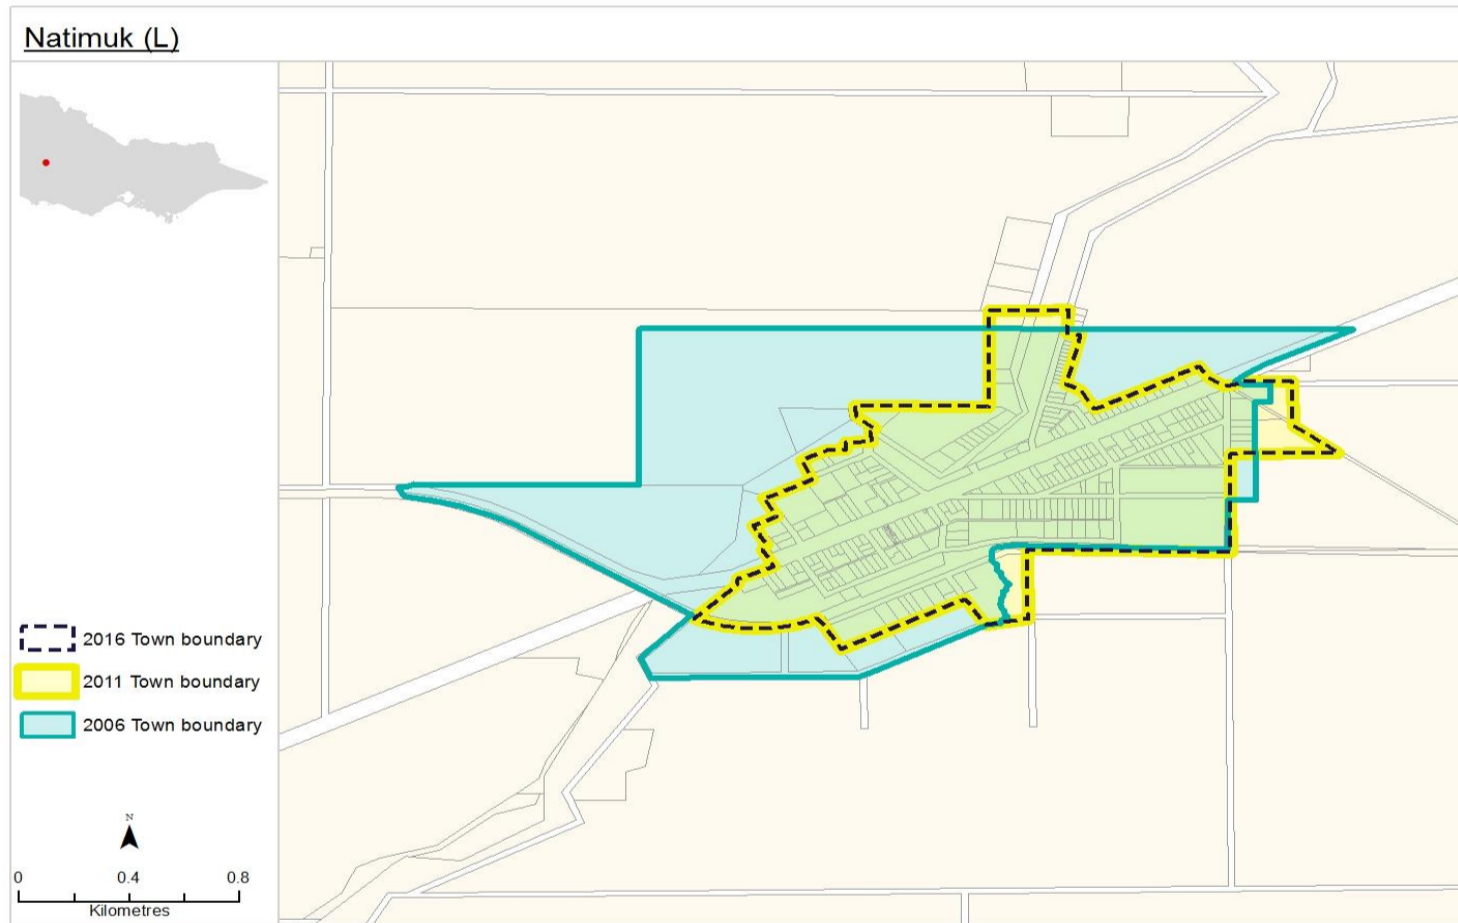 Natimuk (L)
2016 Town boundary
2011 Town boundary
2006 Town boundary
N
0 0.4 0.8
Kilometres